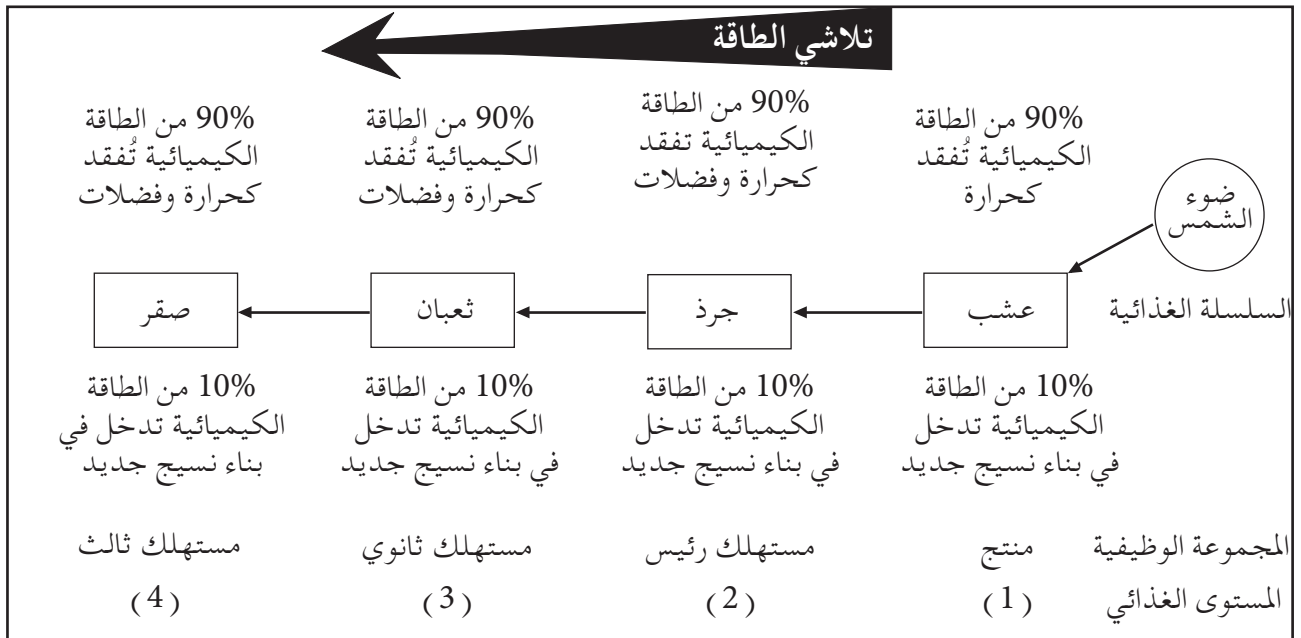 تلاشي الطاقة
90% من الطاقة
الكيميائية تُفقد
كحرارة
90% من الطاقة
الكيميائية تفقد
كحرارة وفضلات
90% من الطاقة
الكيميائية تُفقد
كحرارة وفضلات
90% من الطاقة
الكيميائية تُفقد
كحرارة وفضلات
ضوء
الشمس
السلسلة الغذائية
عشب
جرذ
ثعبان
صقر
10% من الطاقة
الكيميائية تدخل
في بناء نسيج جديد
10% من الطاقة
الكيميائية تدخل
في بناء نسيج جديد
10% من الطاقة
الكيميائية تدخل
في بناء نسيج جديد
10% من الطاقة
الكيميائية تدخل في
بناء نسيج جديد
المجموعة الوظيفية منتج مستهلك رئيس مستهلك ثانوي مستهلك ثالث
المستوى الغذائي (1) (2) (3) (4)